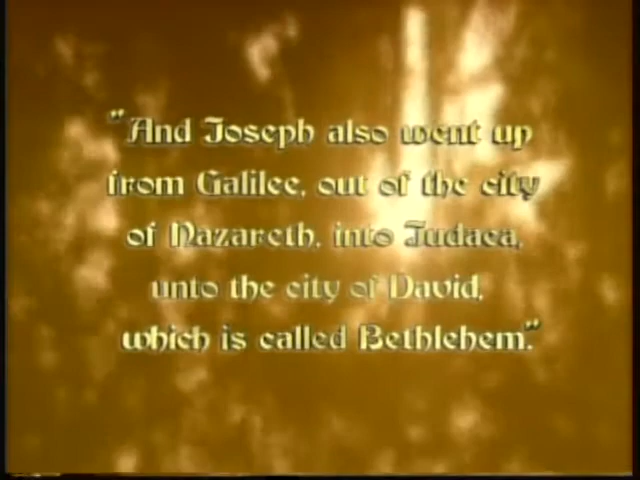 "And Joseph also went up
from Galilee, out of the city
of Nazareth, into Judaea,
unto the city of David,
which is called Bethlehem."